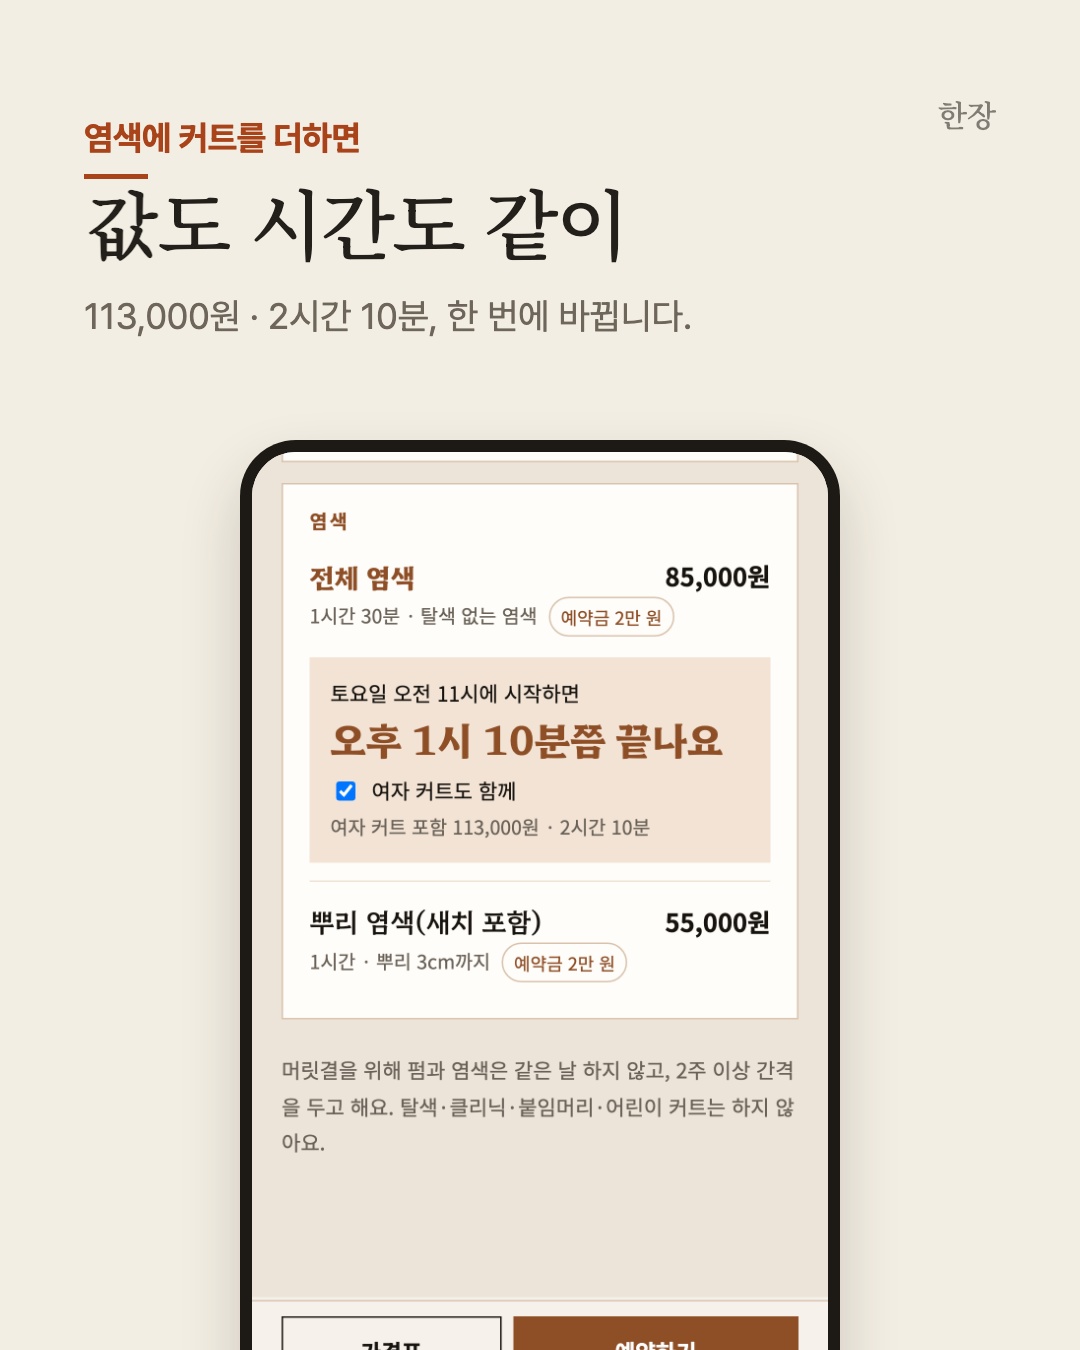 한장
염색에 커트를 더하면
값도 시간도 같이
113,000원 · 2시간 10분, 한 번에 바뀝니다.
염색
전체 염색 85,000원
1시간 30분 · 탈색 없는 염색 예약금 2만 원
토요일 오전 11시에 시작하면
오후 1시 10분쯤 끝나요
여자 커트도 함께
여자 커트 포함 113,000원 · 2시간 10분
뿌리 염색(새치 포함) 55,000원
1시간 · 뿌리 3cm까지 예약금 2만 원
머릿결을 위해 펌과 염색은 같은 날 하지 않고, 2주 이상 간격
을 두고 해요. 탈색·클리닉·붙임머리·어린이 커트는 하지 않
아요.